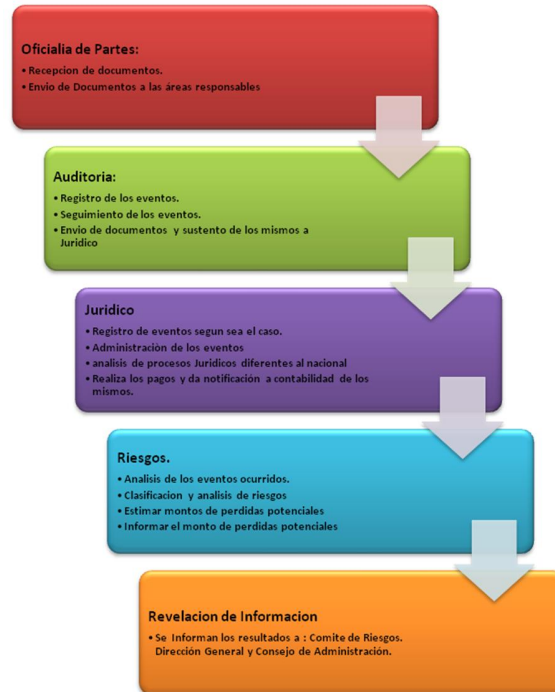 Oficialia de Partes:
• Recepcion de documentos.
• Envio de Documentos a las áreas responsables
Auditoria:
• Registro de los eventos.
• Seguimiento de los eventos.
• Envio de documentos y sustento de los mismos a
Juridico
Juridico
• Registro de eventos segun sea el caso.
• Administraciòn de los eventos
• analisis de procesos Juridicos diferentes al nacional
• Realiza los pagos y da notificación a contabilidad de los
mismos.
Riesgos.
• Analisis de los eventos ocurridos.
• Clasificacion y analisis de riesgos
• Estimar montos de perdidas potenciales
• Informar el monto de perdidas potenciales
Revelacion de Informacion
• Se Informan los resultados a : Comite de Riesgos.
Dirección General y Consejo de Administración.